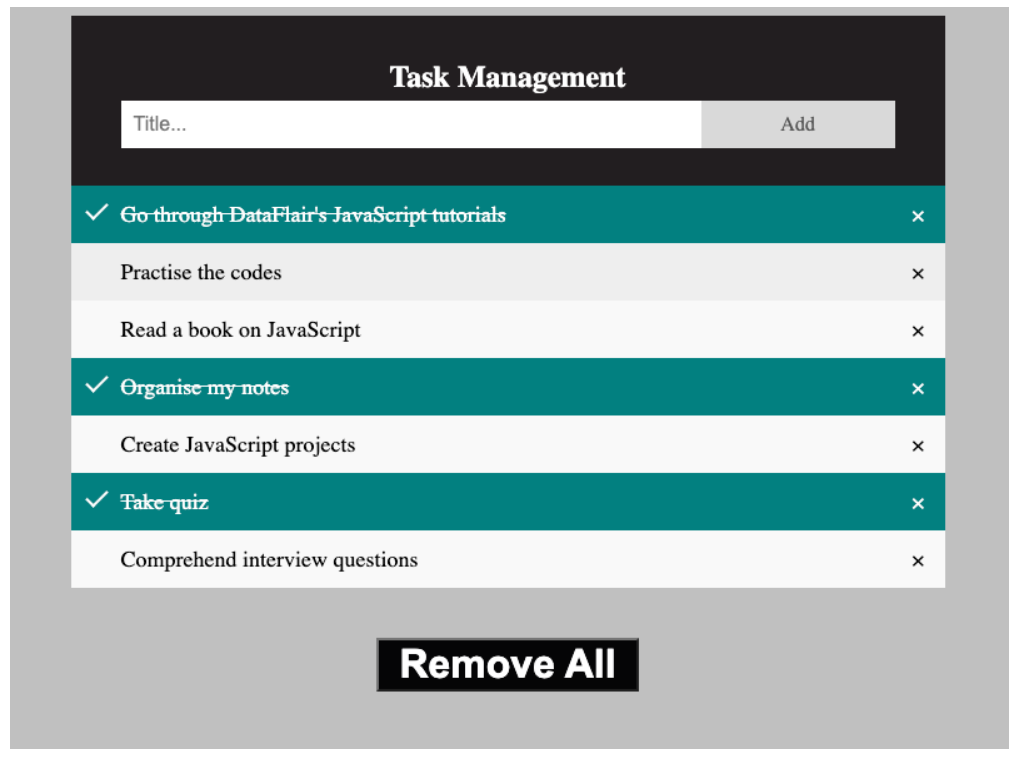 Task Management
Title... Add
Go through DataFlair's JavaScript tutorials ×
Practise the codes ×
Read a book on JavaScript ×
Organise my notes ×
Create JavaScript projects ×
Take quiz ×
Comprehend interview questions ×
Remove All